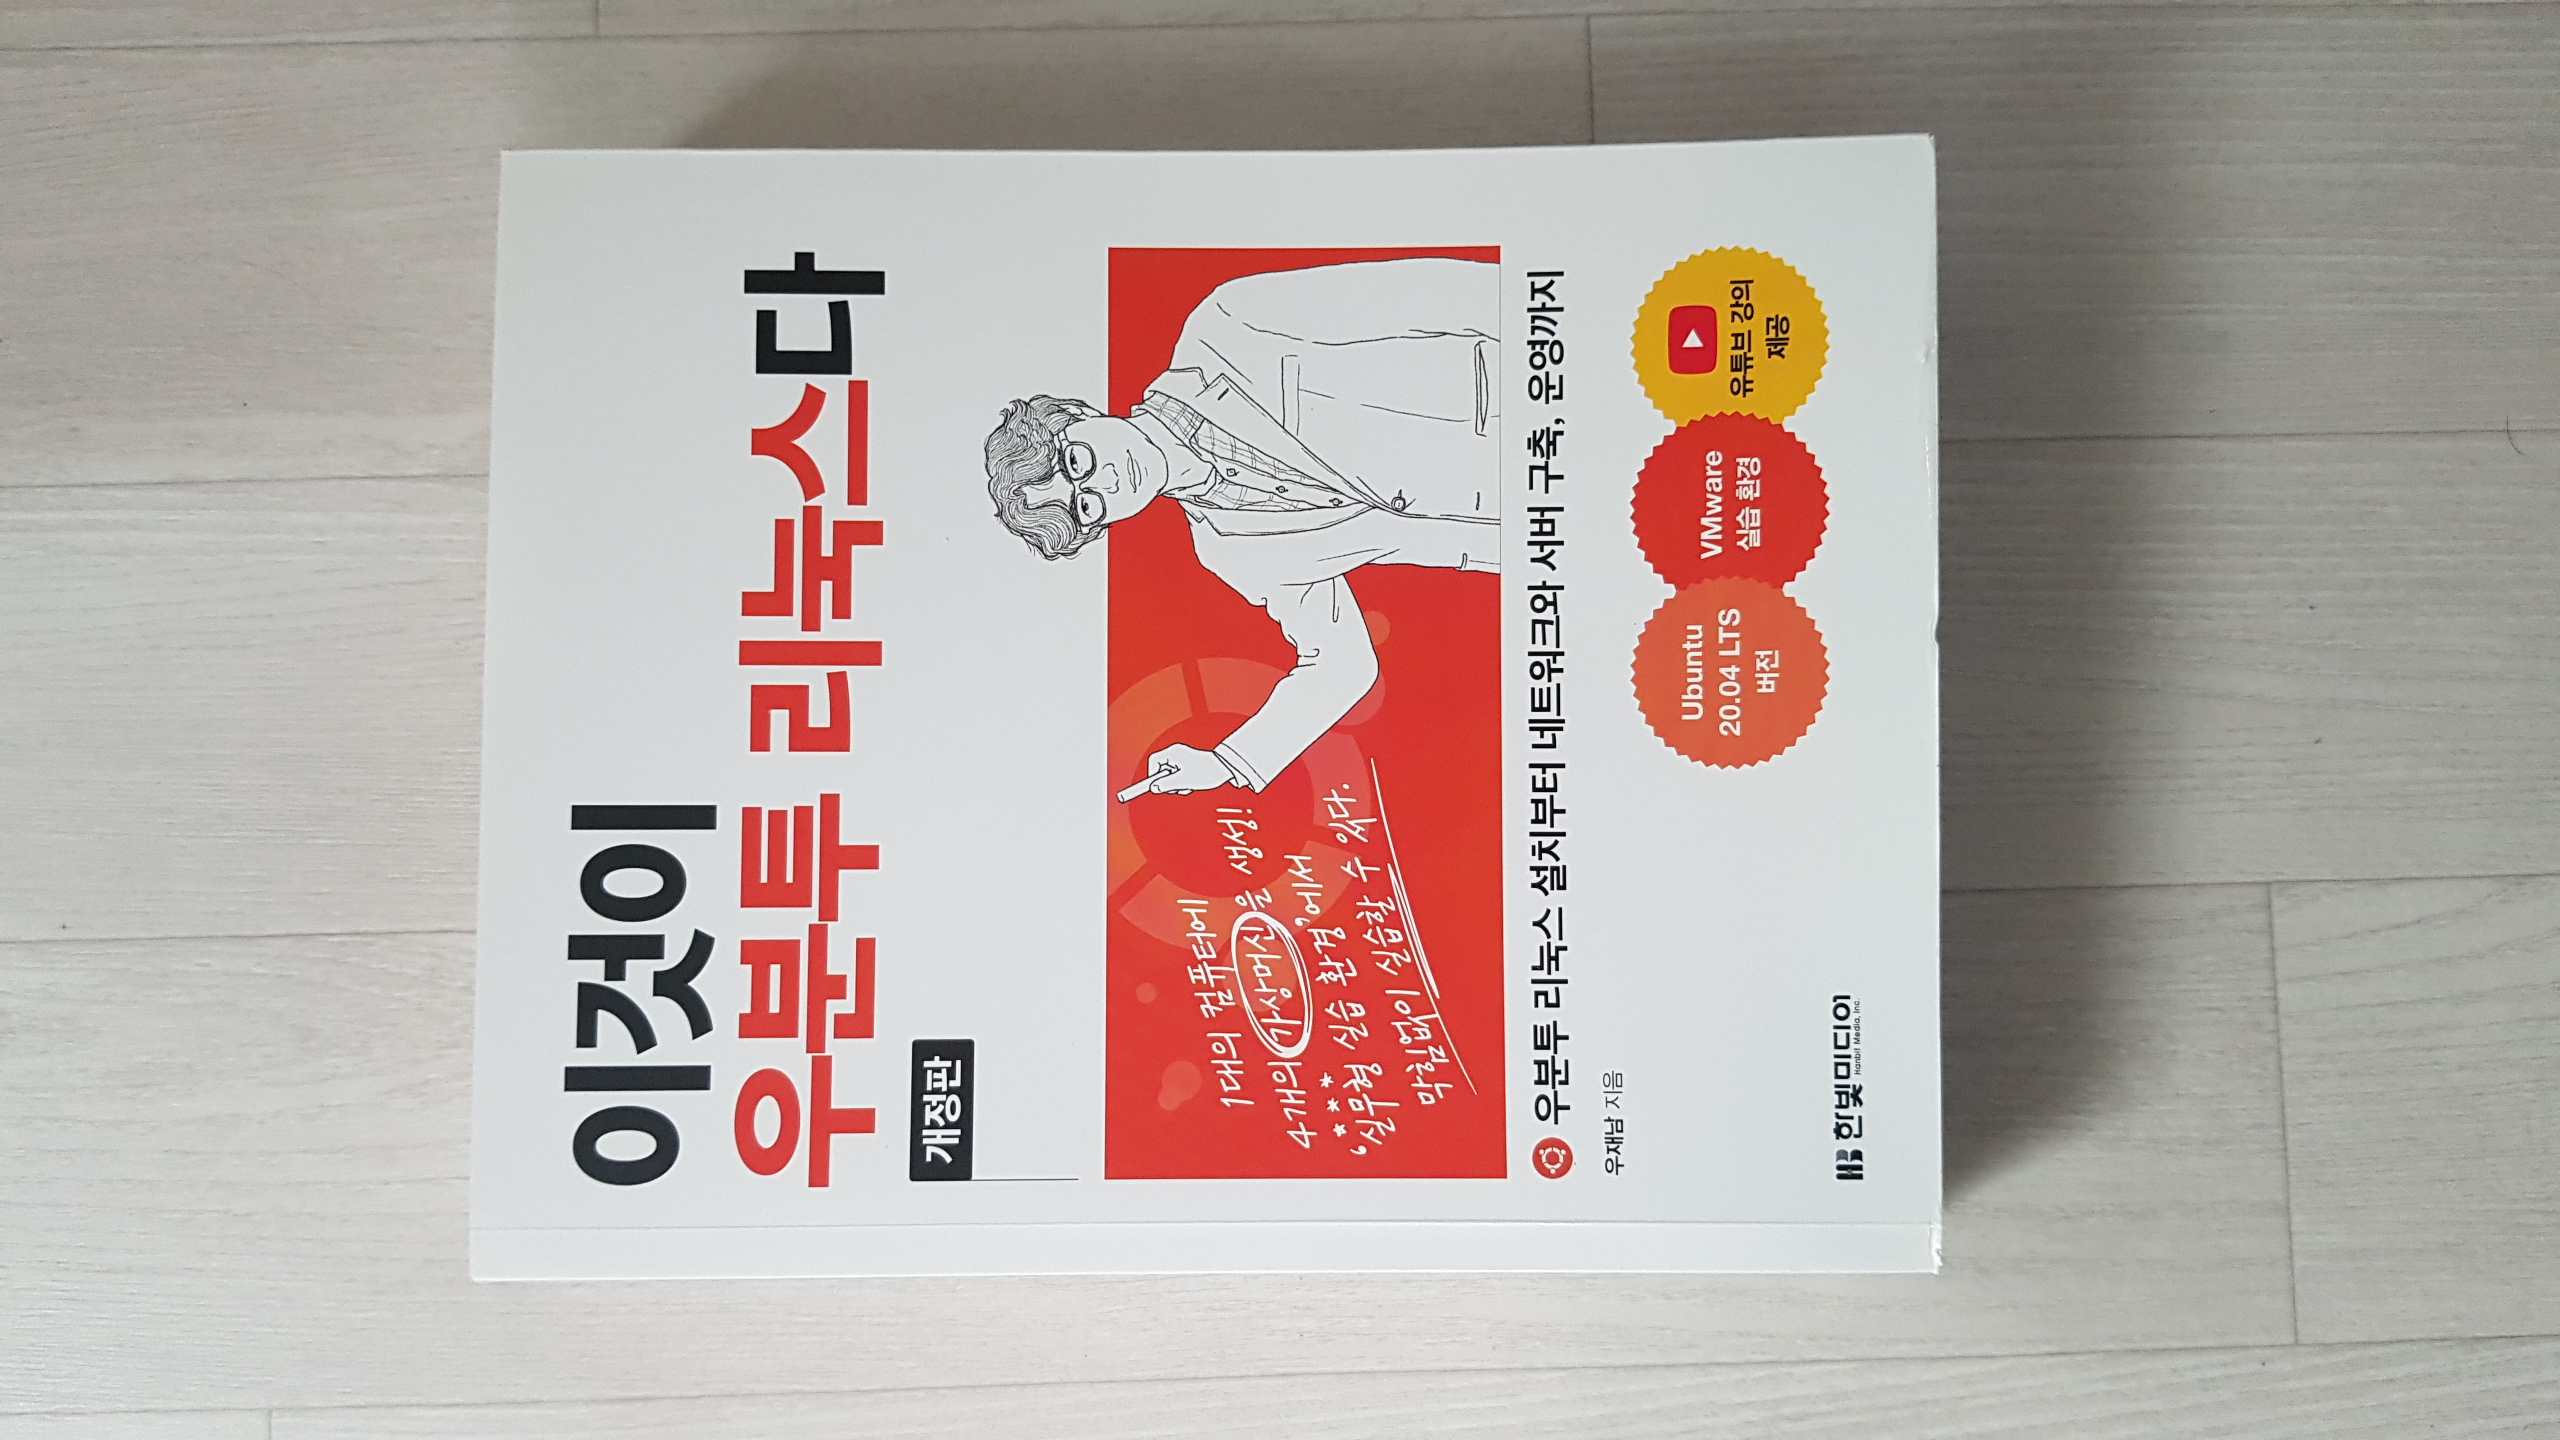 이것이
우분투 리눅스다
개정판
1대의 컴퓨터에
4개의 가상머신을 생성!
‘실무형 실습 환경’에서
막힘없이 실습할 수 있다.
우분투 리눅스 설치부터 네트워크와 서버 구축, 운영까지
우재남 지음
Ubuntu
20.04 LTS
버전
VMware
실습 환경
유튜브 강의
제공
한빛미디어
Hanbit Media, Inc.